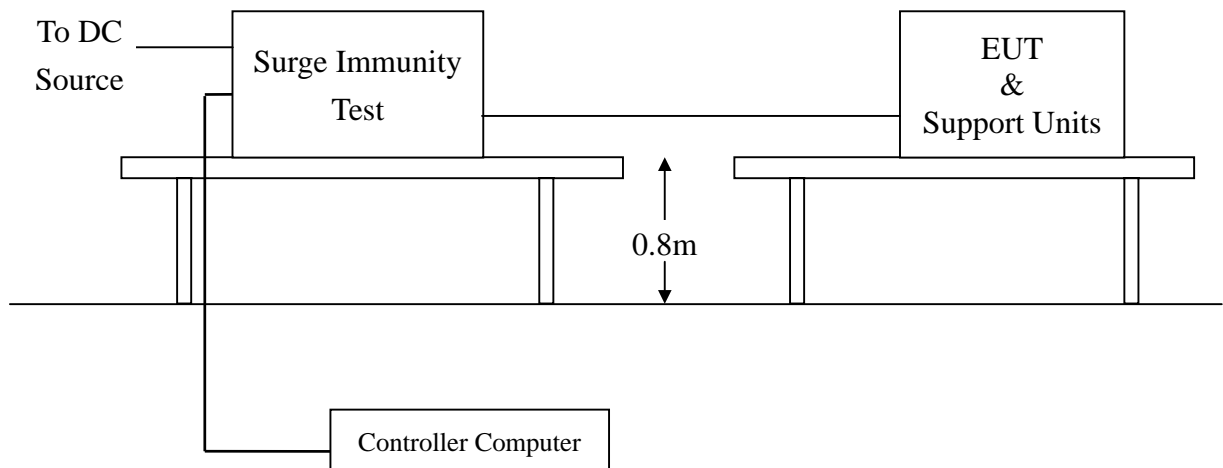 To DC
Source
Surge Immunity
Test
EUT
&
Support Units
0.8m
Controller Computer